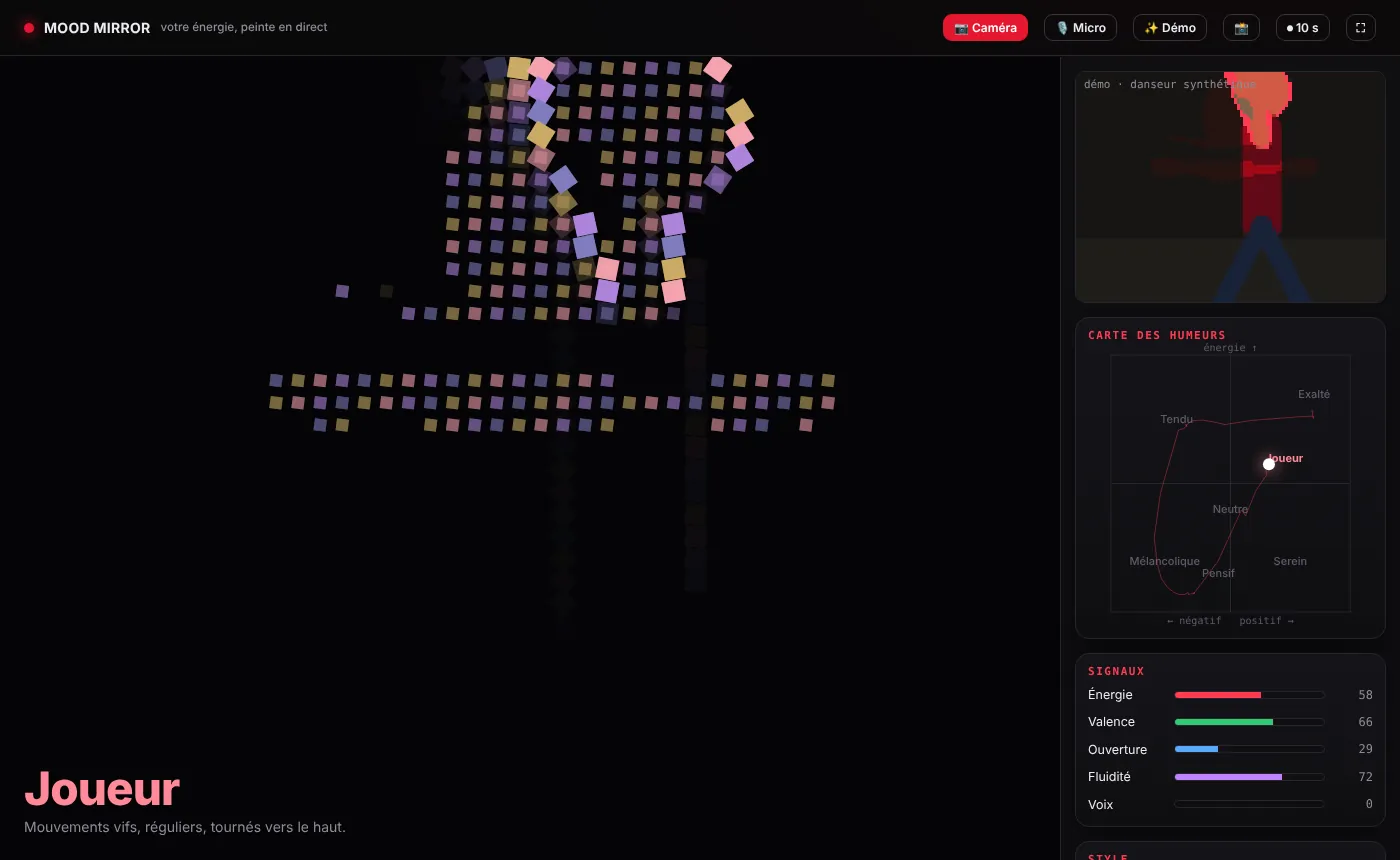 MOOD MIRROR votre énergie, peinte en direct
Caméra
Micro
Démo
10 s
démo · danseur synthétique
CARTE DES HUMEURS
énergie ↑
Exalté
Tendu
Joueur
Neutre
Mélancolique
Serein
Pensif
← négatif positif →
SIGNAUX
Énergie 58
Valence 66
Ouverture 29
Fluidité 72
Voix 0
STYLE
Joueur
Mouvements vifs, réguliers, tournés vers le haut.